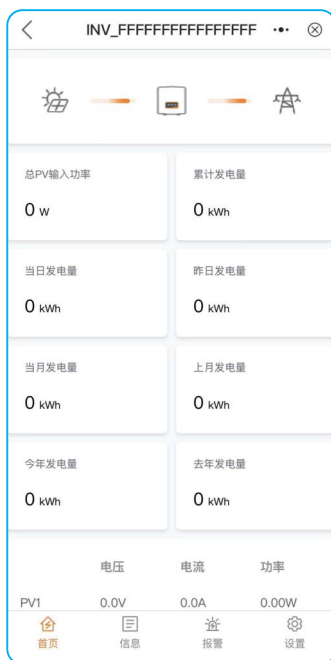 INV_FFFFFFFFFFFFFFFF
总PV输入功率 累计发电量
0 W 0 kWh
当日发电量 昨日发电量
0 kWh 0 kWh
当月发电量 上月发电量
0 kWh 0 kWh
今年发电量 去年发电量
0 kWh 0 kWh
电压 电流 功率
PV1 0.0V 0.0A 0.00W
首页 信息 报警 设置